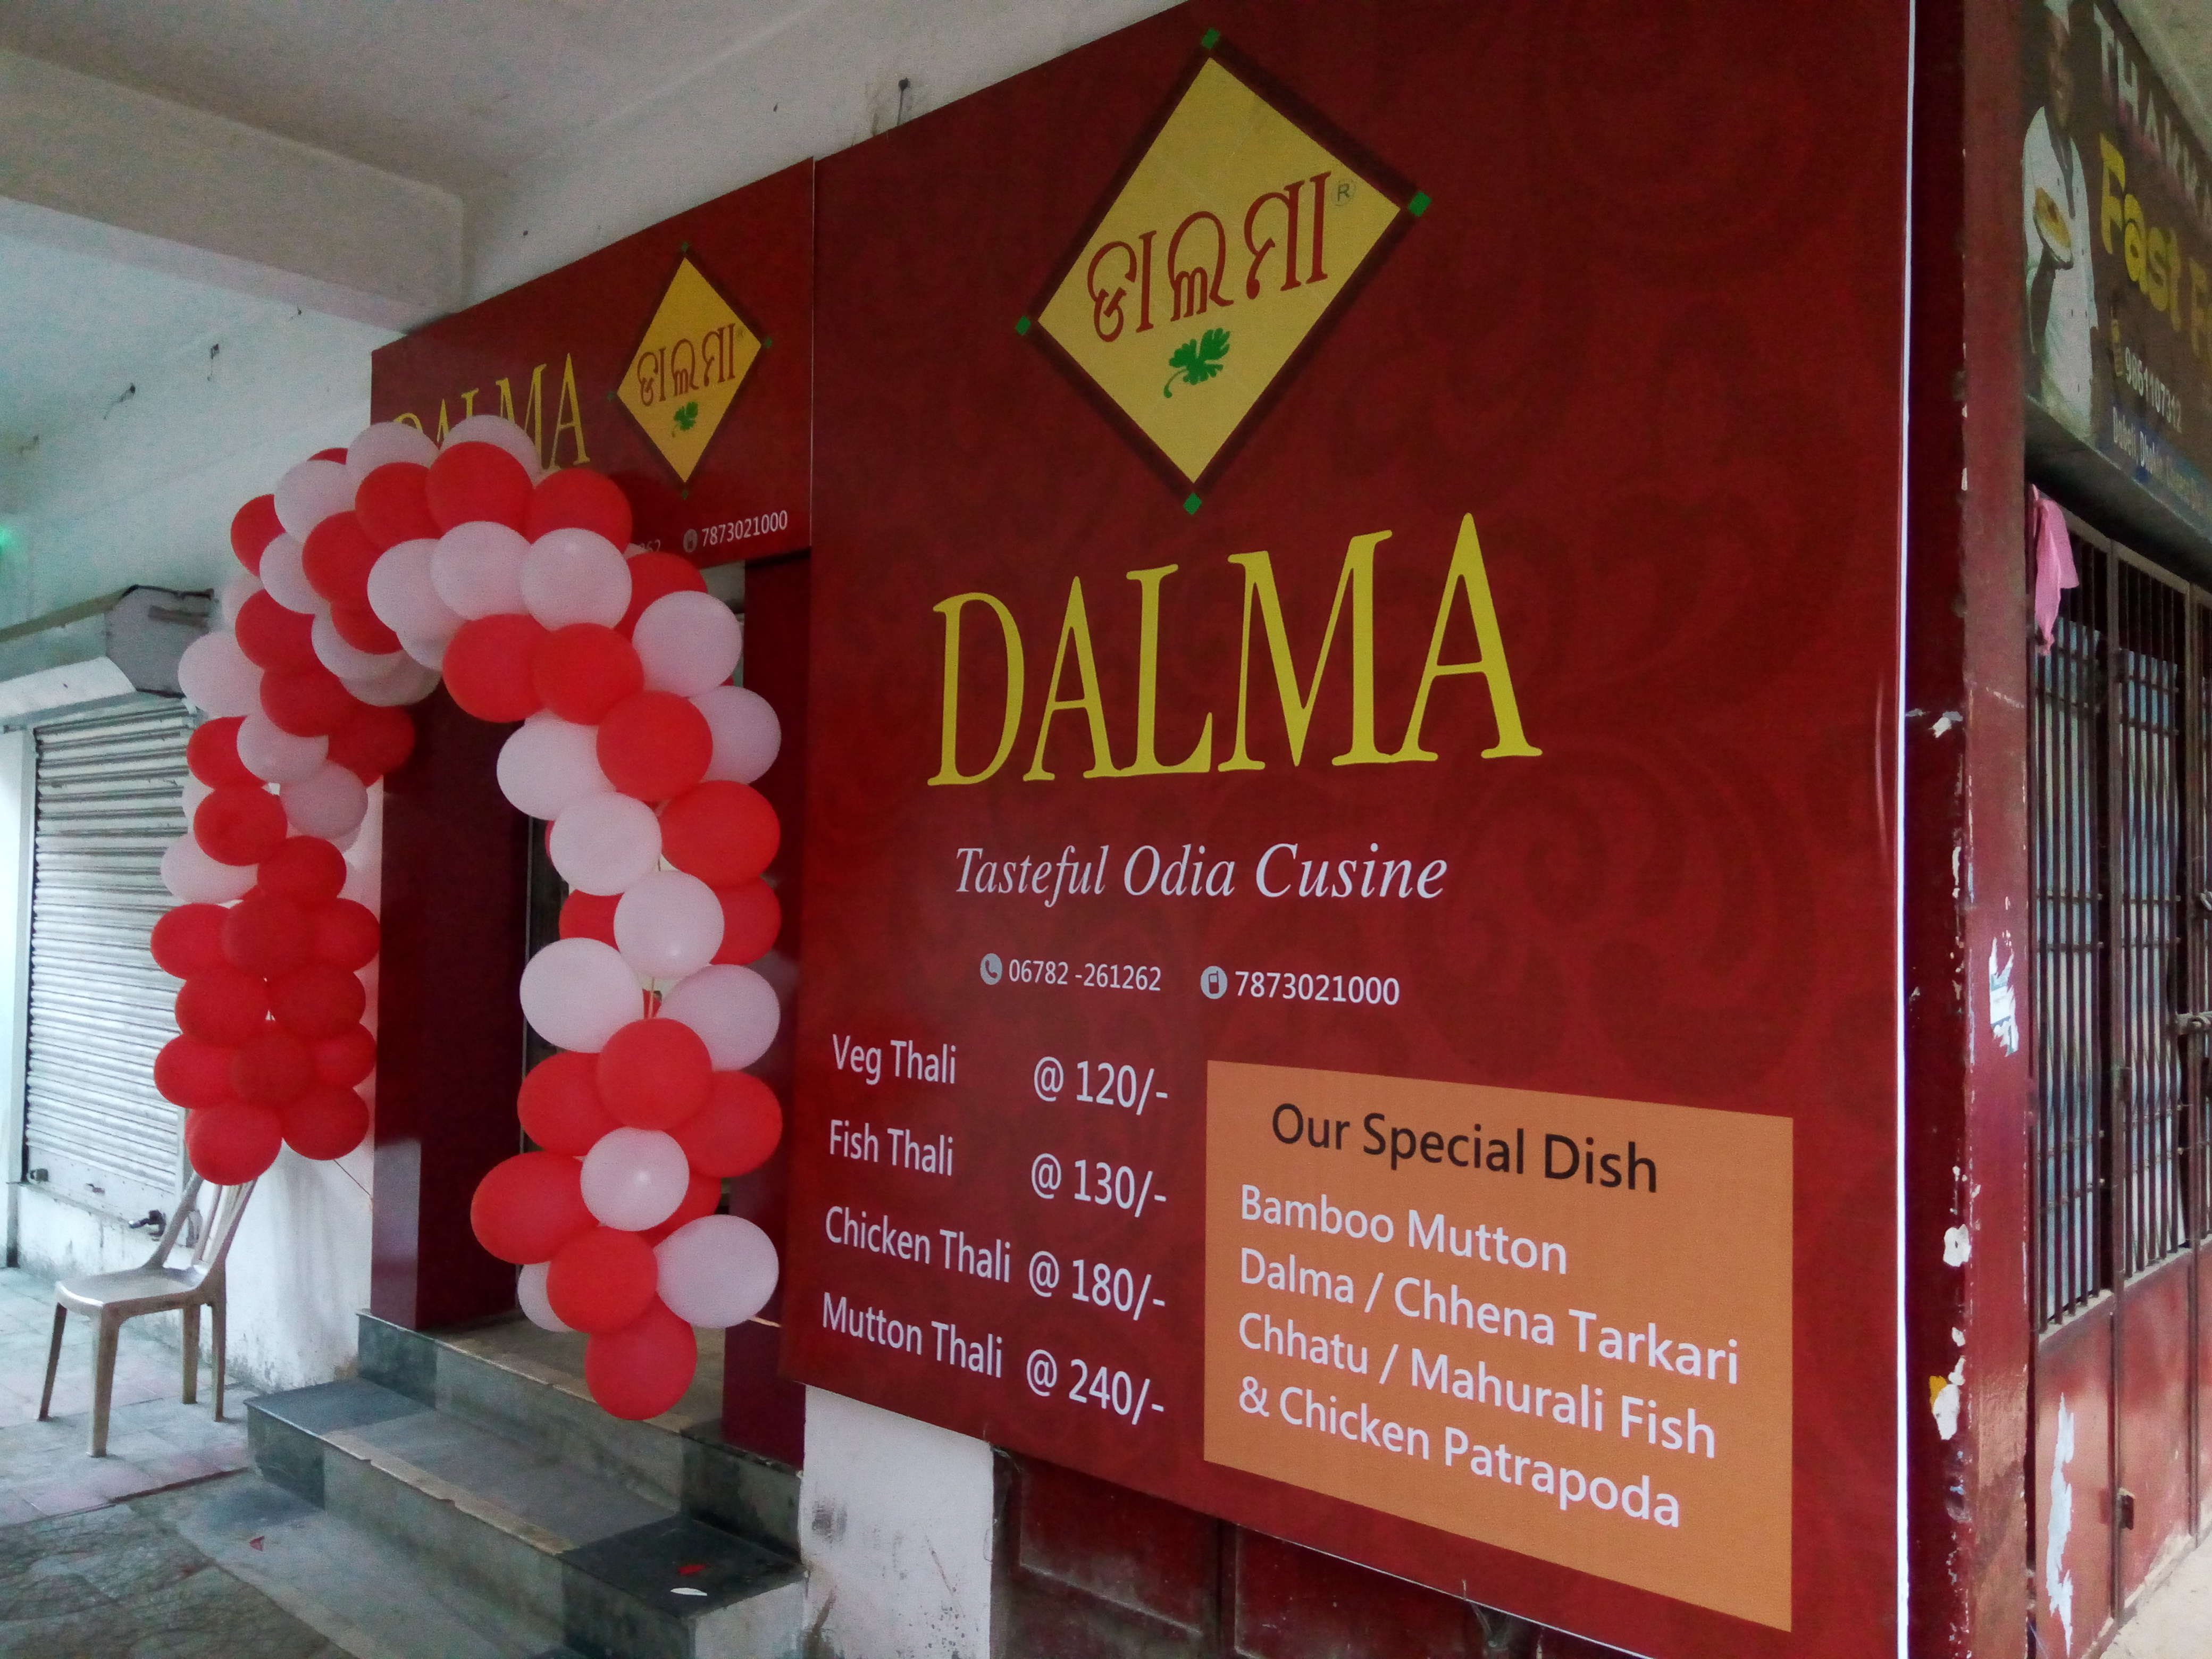 ଡାଲମା
7873021000
ଡାଲମା ®
DALMA
Tasteful Odia Cusine
06782 -261262 7873021000
Veg Thali @ 120/-
Fish Thali @ 130/-
Chicken Thali @ 180/-
Mutton Thali @ 240/-
Our Special Dish
Bamboo Mutton
Dalma / Chhena Tarkari
Chhatu / Mahurali Fish
& Chicken Patrapoda
Fast